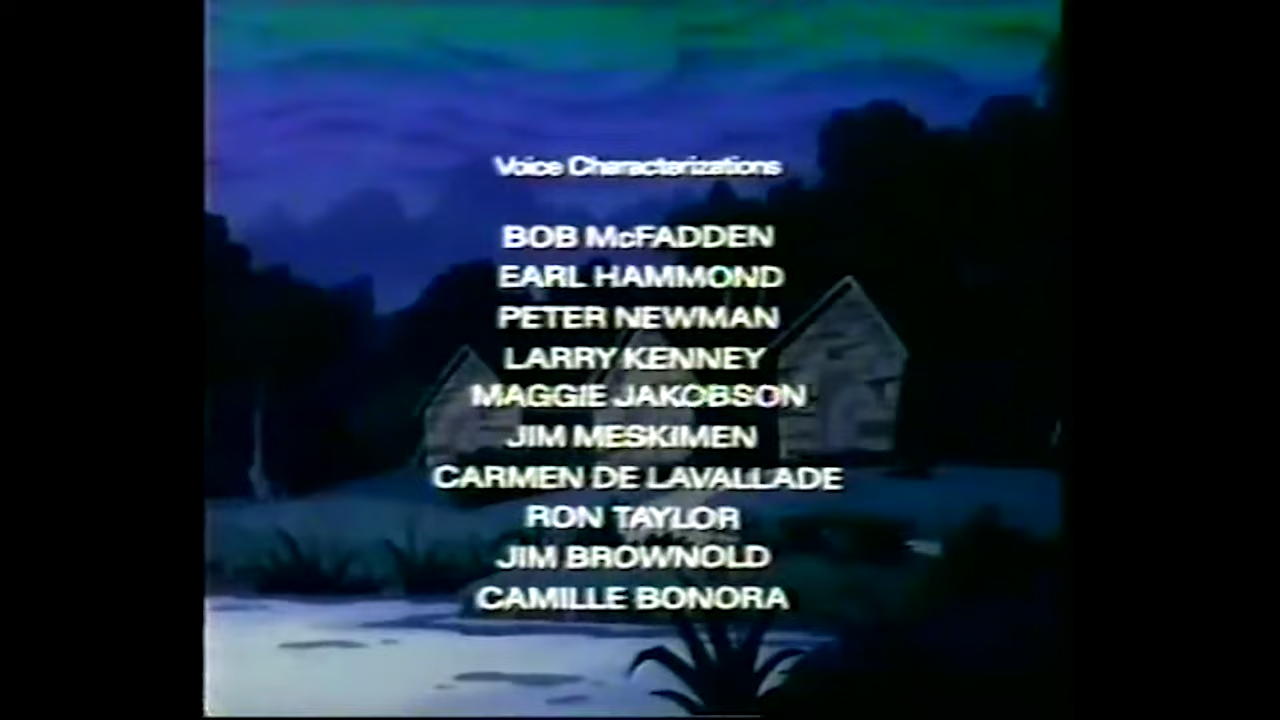 Voice Characterizations
BOB McFADDEN
EARL HAMMOND
PETER NEWMAN
LARRY KENNEY
MAGGIE JAKOBSON
JIM MESKIMEN
CARMEN DE LAVALLADE
RON TAYLOR
JIM BROWNOLD
CAMILLE BONORA